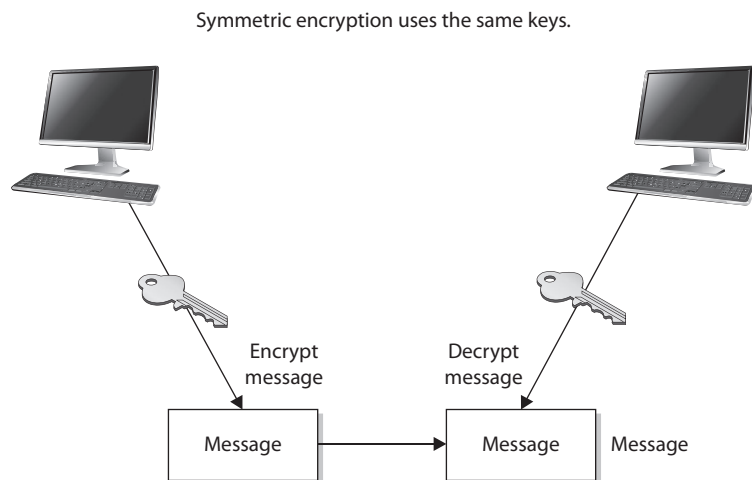 Symmetric encryption uses the same keys.
Encrypt
message
Decrypt
message
Message
Message
Message